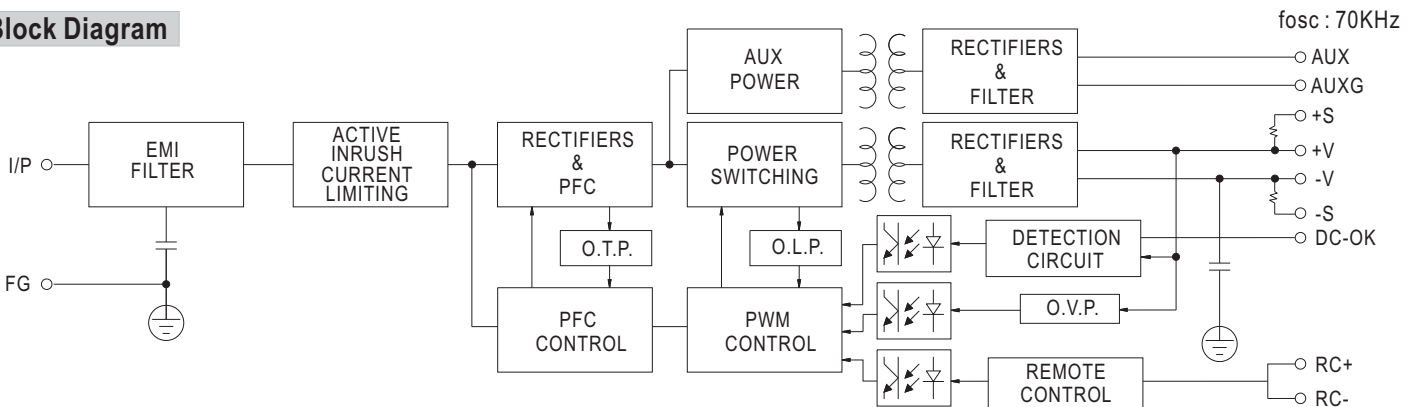 Block Diagram
fosc : 70KHz
AUX
POWER
RECTIFIERS
&
FILTER
AUX
AUXG
I/P
EMI
FILTER
ACTIVE
INRUSH
CURRENT
LIMITING
RECTIFIERS
&
PFC
POWER
SWITCHING
RECTIFIERS
&
FILTER
+S
+V
-V
-S
DC-OK
FG
O.T.P.
O.L.P.
DETECTION
CIRCUIT
PFC
CONTROL
PWM
CONTROL
O.V.P.
REMOTE
CONTROL
RC+
RC-